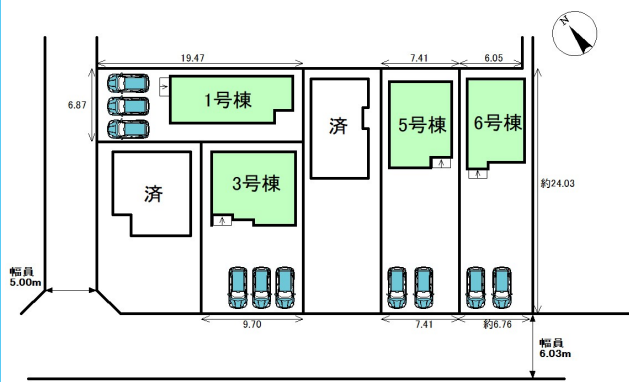 N
19.47
7.41
6.05
6.87
1号棟
済
5号棟
6号棟
済
3号棟
約24.03
幅員
5.00m
9.70
7.41
約6.76
幅員
6.03m